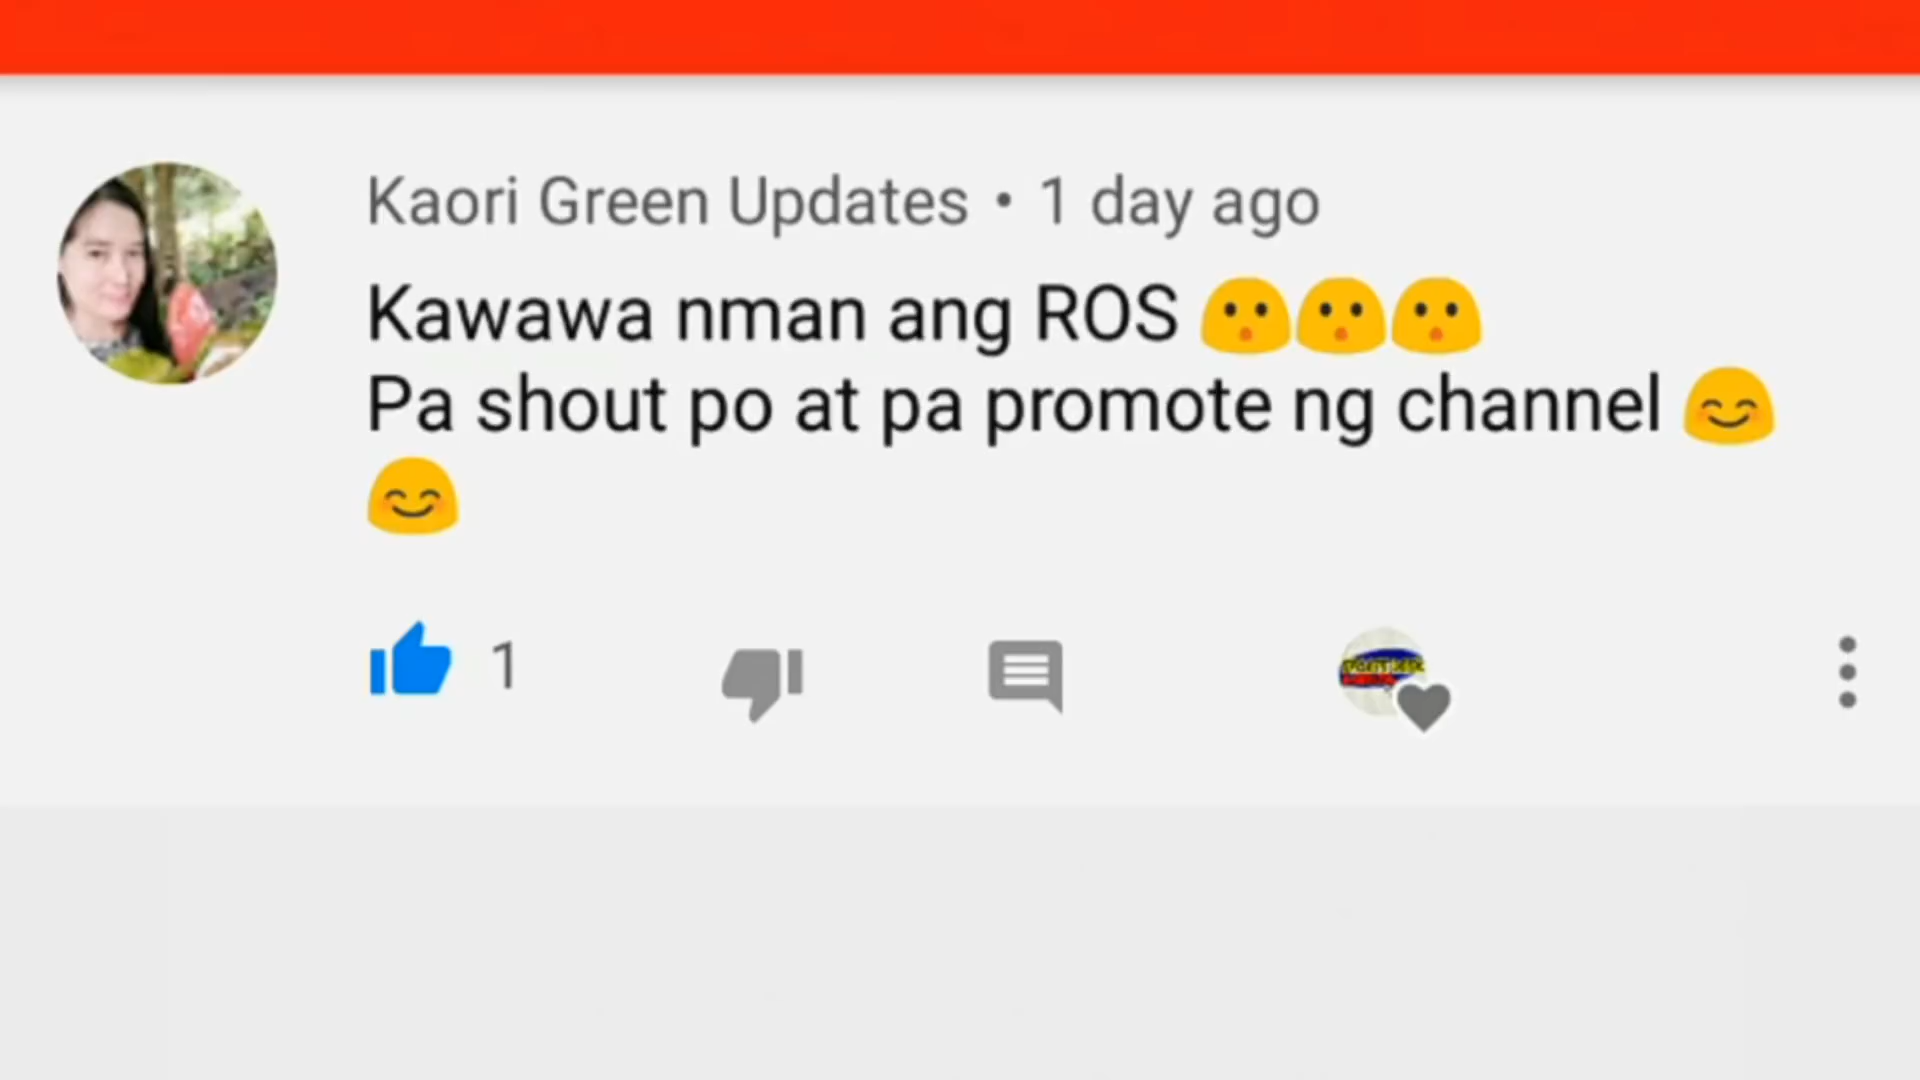 Kaori Green Updates • 1 day ago
Kawawa nman ang ROS 😗😗😗
Pa shout po at pa promote ng channel 😊
😊
1